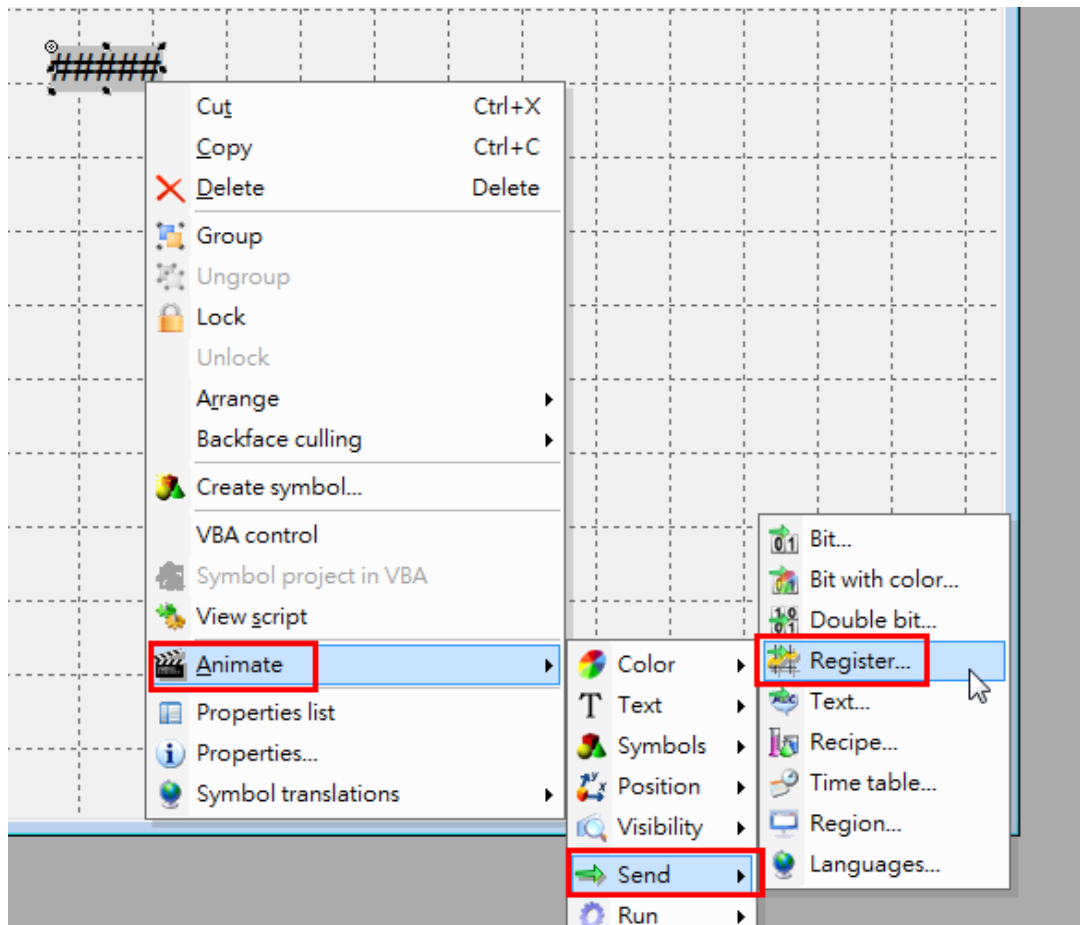 #####
Cut Ctrl+X
Copy Ctrl+C
Delete Delete
Group
Ungroup
Lock
Unlock
Arrange
Backface culling
Create symbol...
VBA control
Symbol project in VBA
View script
Animate
Properties list
Properties...
Symbol translations
Color
Text
Symbols
Position
Visibility
Send
Run
Bit...
Bit with color...
Double bit...
Register...
Text...
Recipe...
Time table...
Region...
Languages...